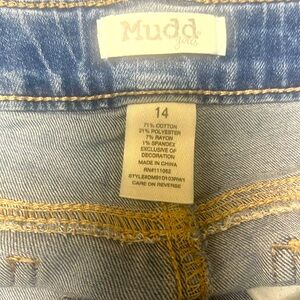 Mudd
girls
14
71% COTTON
21% POLYESTER
7% RAYON
1% SPANDEX
EXCLUSIVE OF
DECORATION
MADE IN CHINA
RN#111062
CARE ON REVERSE